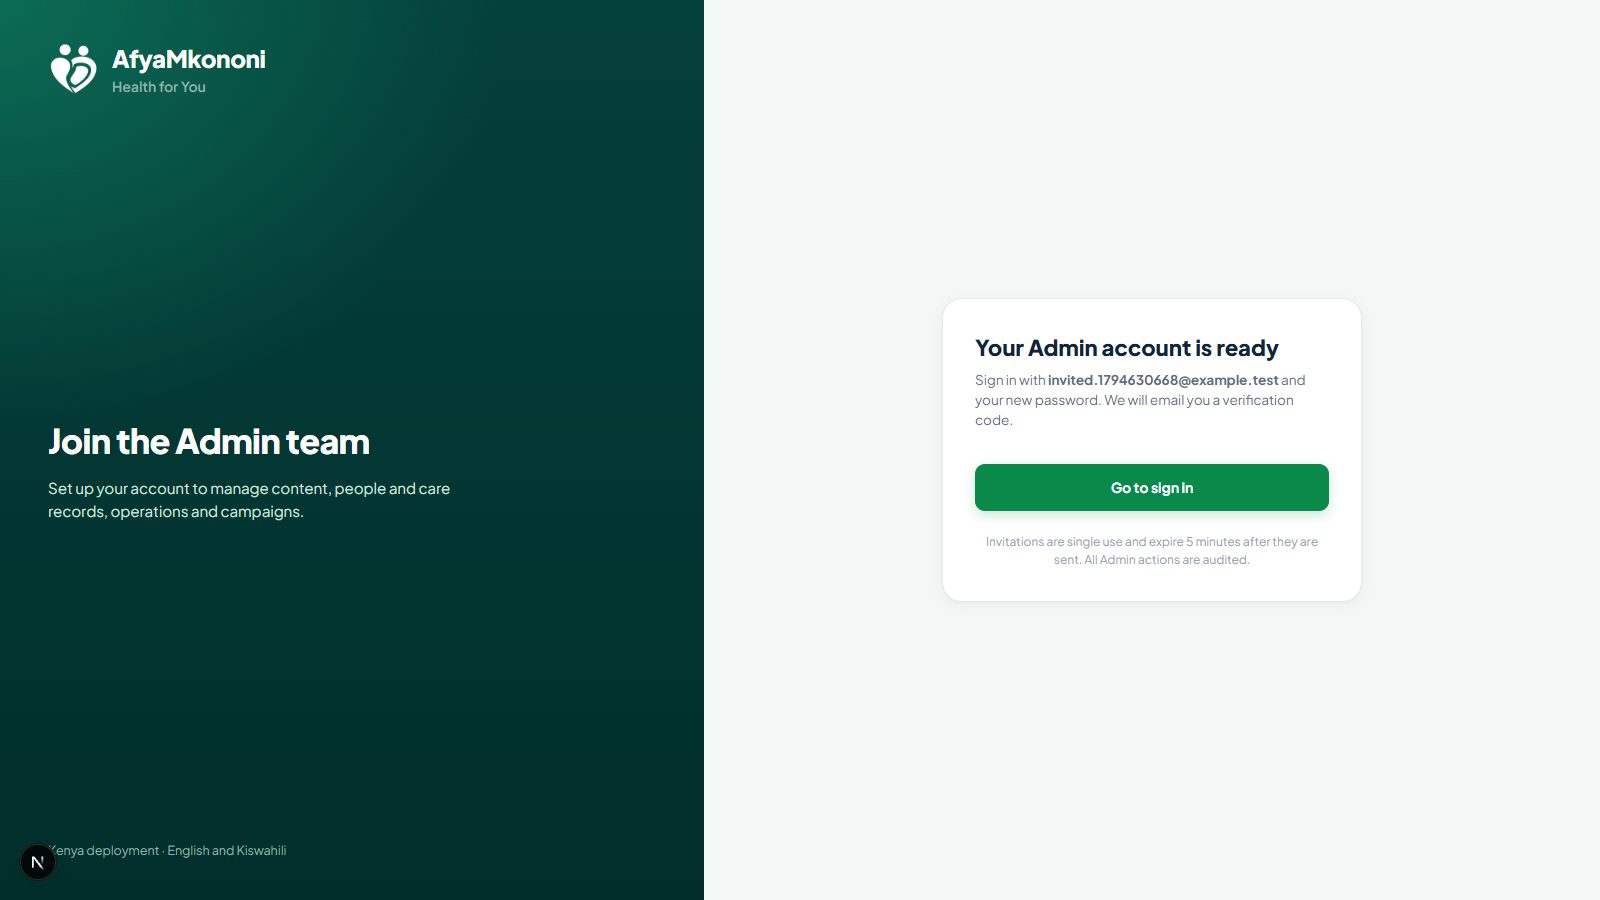 AfyaMkononi
Health for You
Join the Admin team
Set up your account to manage content, people and care
records, operations and campaigns.
Kenya deployment · English and Kiswahili
N
Your Admin account is ready
Sign in with invited.1794630668@example.test and
your new password. We will email you a verification
code.
Go to sign in
Invitations are single use and expire 5 minutes after they are
sent. All Admin actions are audited.